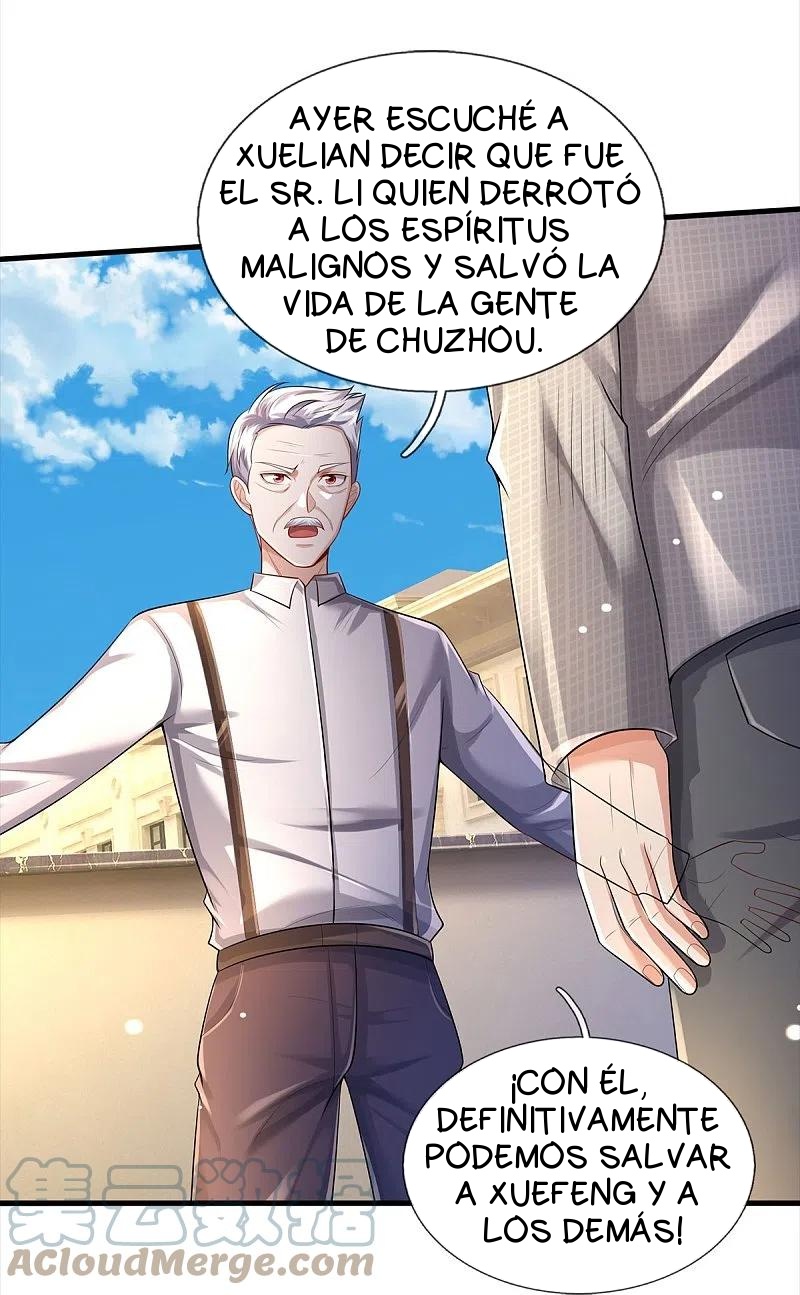 AYER ESCUCHÉ A
XUELIAN DECIR QUE FUE
EL SR. LI QUIEN DERROTÓ
A LOS ESPÍRITUS
MALIGNOS Y SALVÓ LA
VIDA DE LA GENTE
DE CHUZHOU.
¡CON ÉL,
DEFINITIVAMENTE
PODEMOS SALVAR
A XUEFENG Y A
LOS DEMÁS!
集云数据
AcloudMerge.com